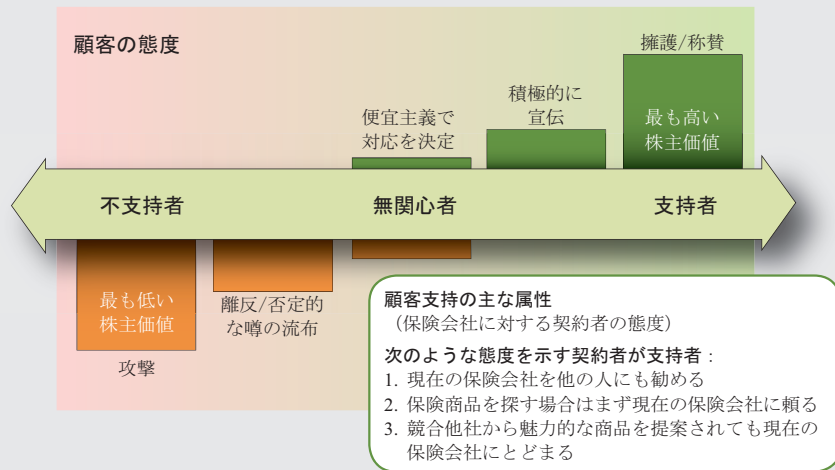 顧客の態度
擁護/称賛
積極的に
宣伝
便宜主義で
対応を決定
最も高い
株主価値
不支持者
無関心者
支持者
最も低い
株主価値
離反/否定的
な噂の流布
攻撃
顧客支持の主な属性
（保険会社に対する契約者の態度）
次のような態度を示す契約者が支持者：
1. 現在の保険会社を他の人にも勧める
2. 保険商品を探す場合はまず現在の保険会社に頼る
3. 競合他社から魅力的な商品を提案されても現在の
保険会社にとどまる